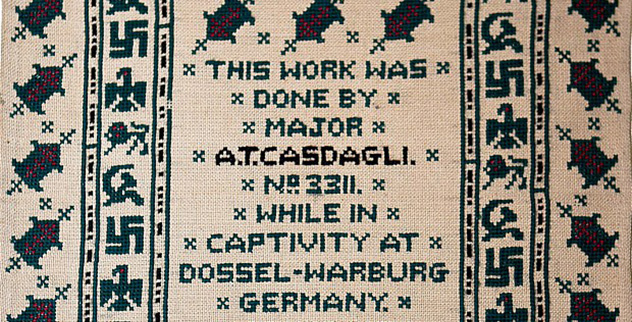 THIS WORK WAS
DONE BY.
MAJOR
A.T.CASDAGLI.
No. 3311.
WHILE IN
CAPTIVITY AT
DOSSEL-WARBURG
GERMANY.